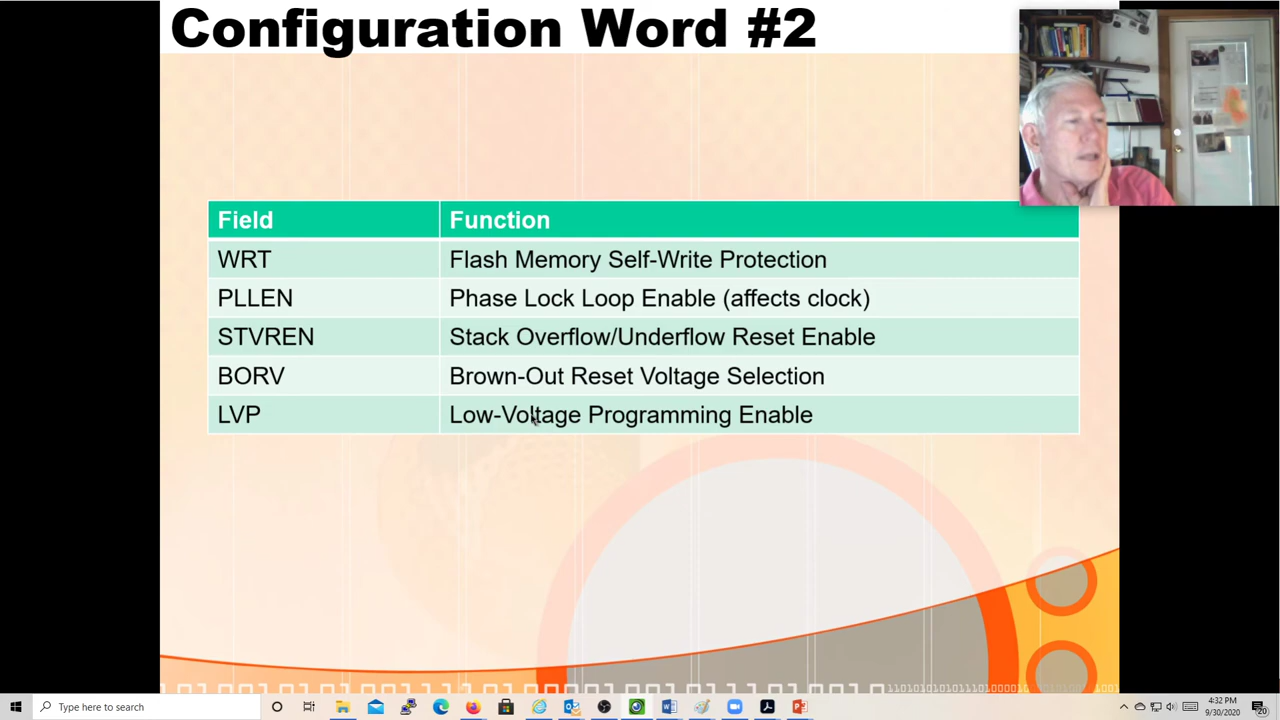 Configuration Word #2
Field Function
WRT Flash Memory Self-Write Protection
PLLEN Phase Lock Loop Enable (affects clock)
STVREN Stack Overflow/Underflow Reset Enable
BORV Brown-Out Reset Voltage Selection
LVP Low-Voltage Programming Enable
Type here to search
4:32 PM
9/30/2020
20